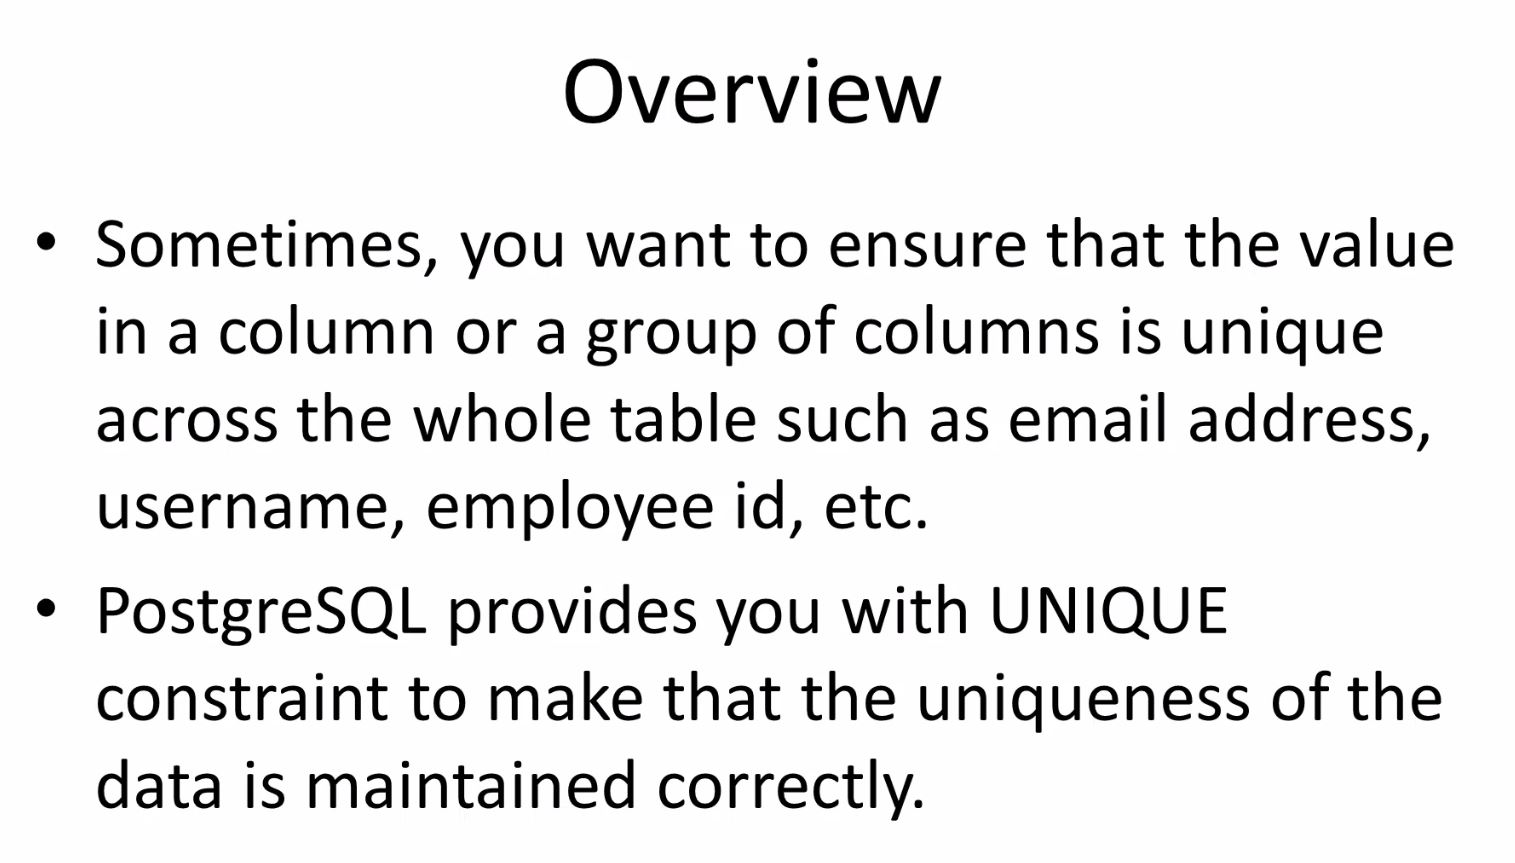 Overview
• Sometimes, you want to ensure that the value
in a column or a group of columns is unique
across the whole table such as email address,
username, employee id, etc.
• PostgreSQL provides you with UNIQUE
constraint to make that the uniqueness of the
data is maintained correctly.